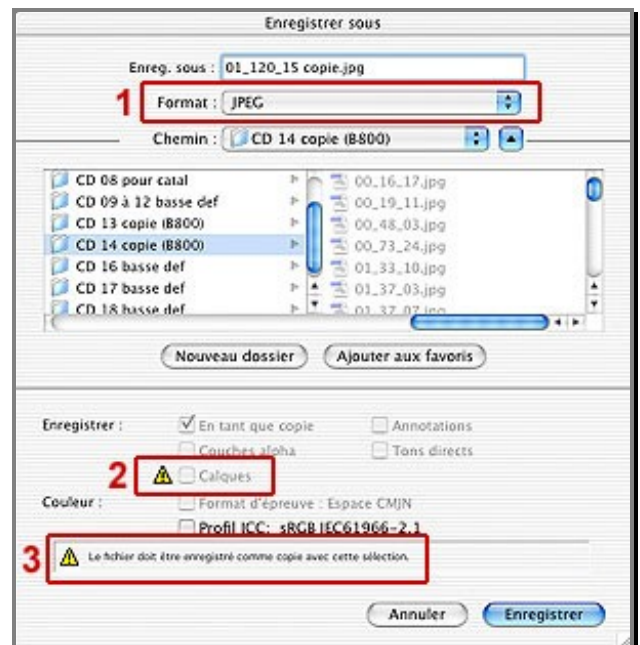 Enregistrer sous
Enreg. sous : 01_120_15 copie.jpg
1 Format : JPEG
Chemin : CD 14 copie (B800)
CD 08 pour catal 00_16_17.jpg
CD 09 à 12 basse def 00_19_11.jpg
CD 13 copie (B800) 00_48_03.jpg
CD 14 copie (B800) 00_73_24.jpg
CD 16 basse def 01_33_10.jpg
CD 17 basse def 01_37_03.jpg
CD 18 basse def 01_37_07.jpg
Nouveau dossier Ajouter aux favoris
Enregistrer : En tant que copie Annotations
Couches alpha Tons directs
2 Calques
Couleur : Format d'épreuve : Espace CMJN
Profil ICC: sRGB IEC61966-2.1
3 Le fichier doit être enregistré comme copie avec cette sélection.
Annuler Enregistrer